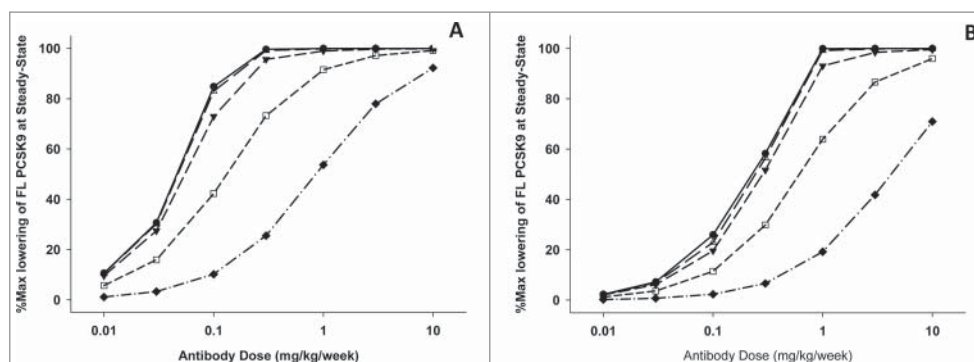 A
%Max lowering of FL PCSK9 at Steady-State
100
80
60
40
20
0
0.01 0.1 1 10
Antibody Dose (mg/kg/week)
B
%Max lowering of FL PCSK9 at Steady-State
100
80
60
40
20
0
0.01 0.1 1 10
Antibody Dose (mg/kg/week)